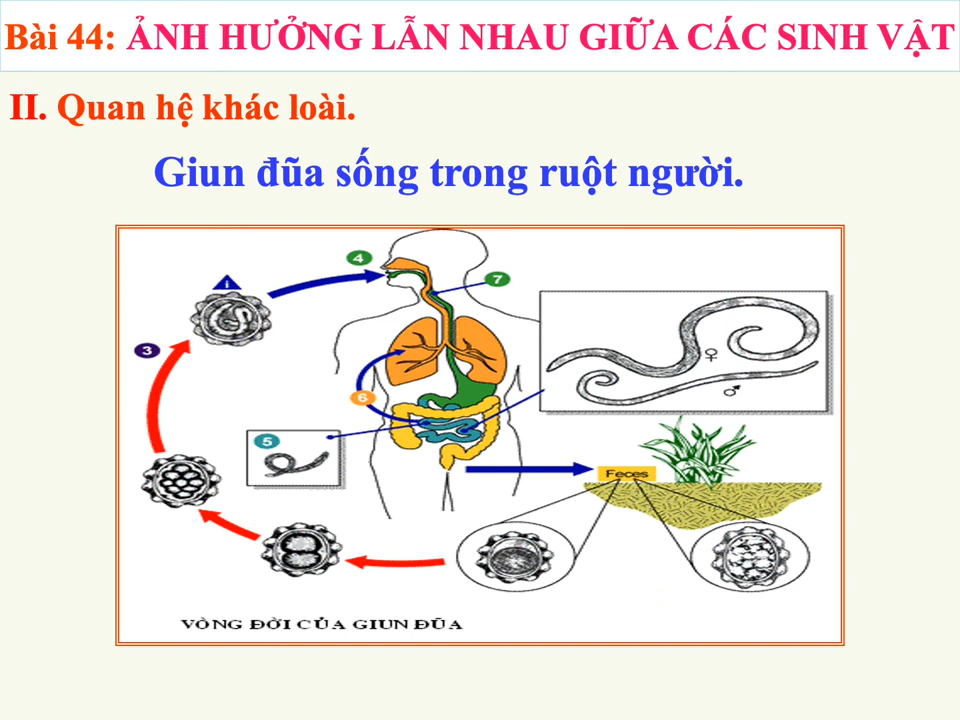 Bài 44: ẢNH HƯỞNG LẪN NHAU GIỮA CÁC SINH VẬT
II. Quan hệ khác loài.
Giun đũa sống trong ruột người.
4
7
i
3
♀
♂
6
5
Feces
VÒNG ĐỜI CỦA GIUN ĐŨA